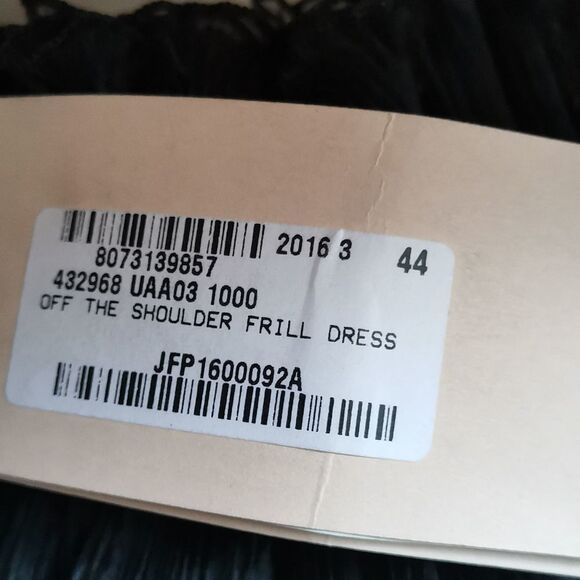 2016 3 44
8073139857
432968 UAA03 1000
OFF THE SHOULDER FRILL DRESS
JFP1600092A